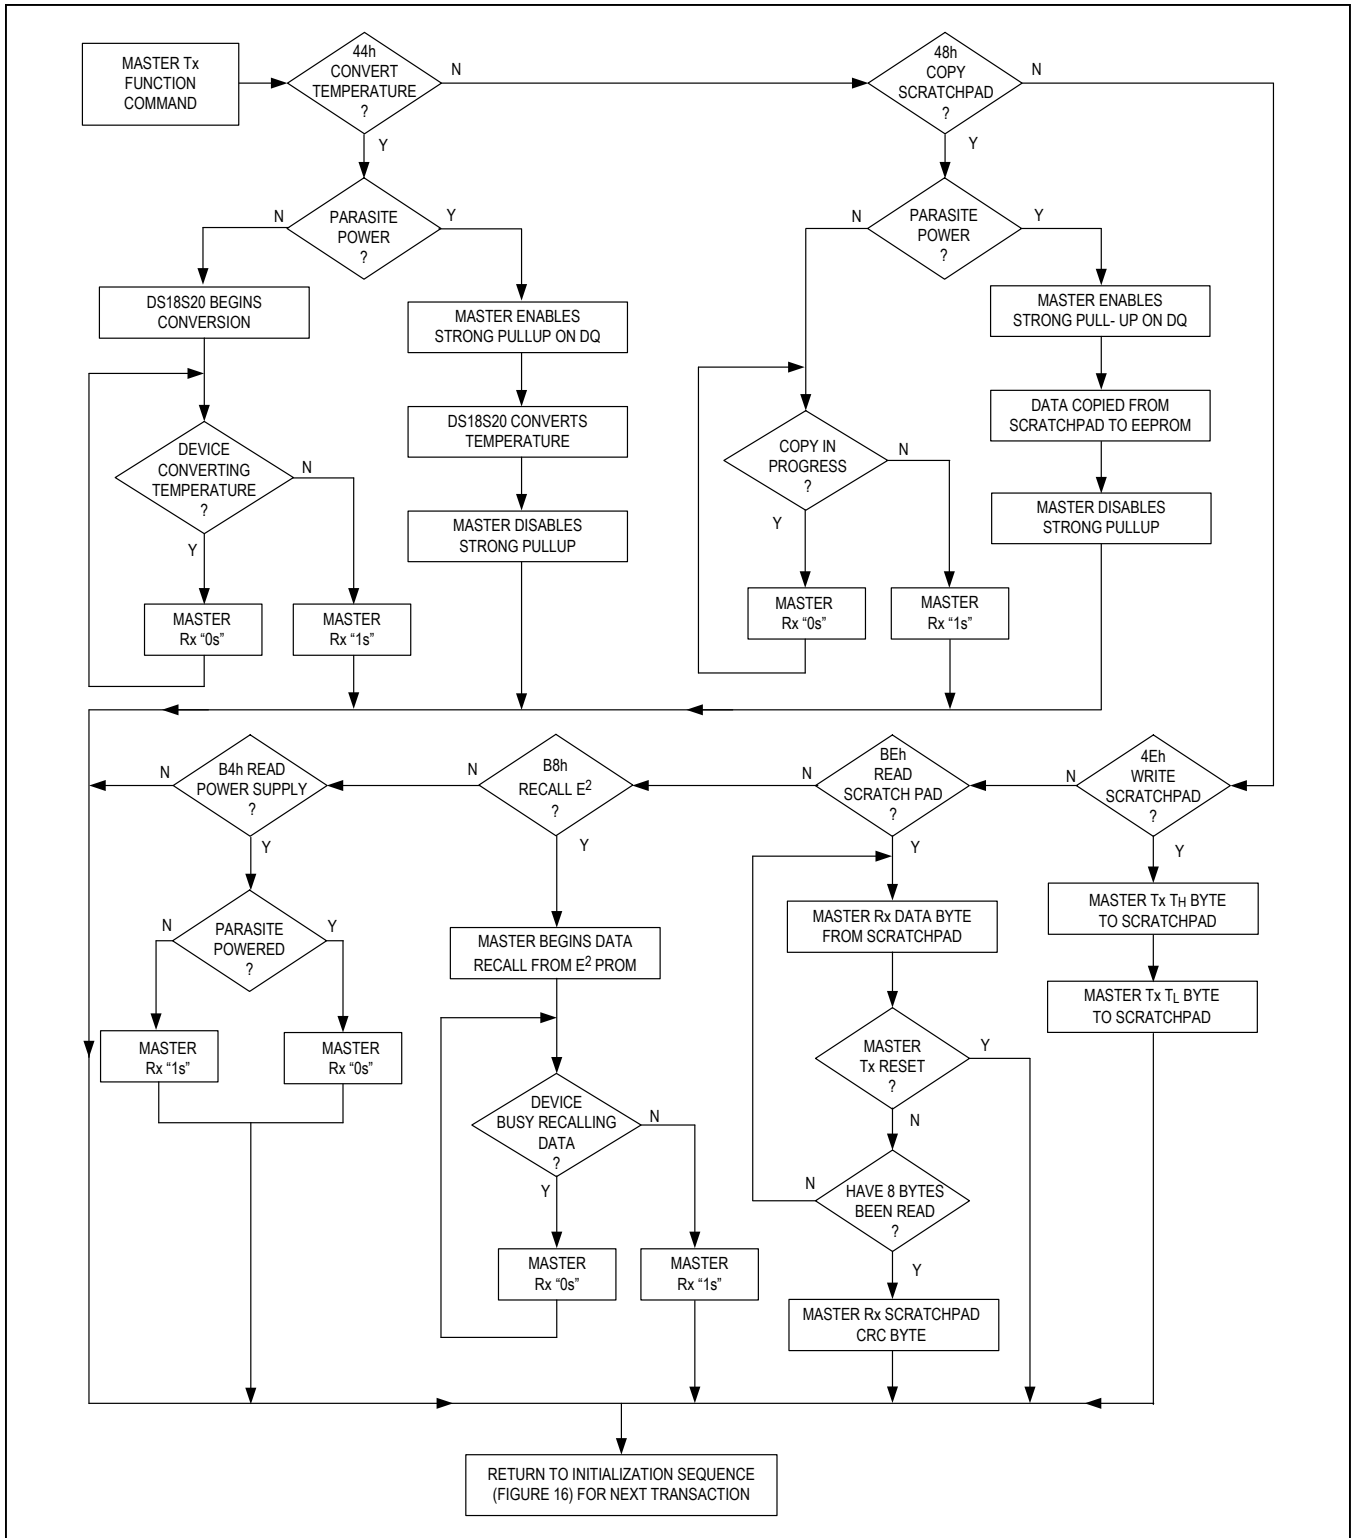 MASTER Tx
FUNCTION
COMMAND
44h
CONVERT
TEMPERATURE
?
N
Y
48h
COPY
SCRATCHPAD
?
N
Y
N
PARASITE
POWER
?
Y
N
PARASITE
POWER
?
Y
DS18S20 BEGINS
CONVERSION
MASTER ENABLES
STRONG PULLUP ON DQ
MASTER ENABLES
STRONG PULL- UP ON DQ
DS18S20 CONVERTS
TEMPERATURE
DATA COPIED FROM
SCRATCHPAD TO EEPROM
DEVICE
CONVERTING
TEMPERATURE
?
N
Y
COPY IN
PROGRESS
?
N
Y
MASTER DISABLES
STRONG PULLUP
MASTER DISABLES
STRONG PULLUP
MASTER
Rx “0s”
MASTER
Rx “1s”
MASTER
Rx “0s”
MASTER
Rx “1s”
N
B4h READ
POWER SUPPLY
?
Y
N
B8h
RECALL E2
?
Y
N
BEh
READ
SCRATCH PAD
?
Y
N
4Eh
WRITE
SCRATCHPAD
?
Y
N
PARASITE
POWERED
?
Y
MASTER BEGINS DATA
RECALL FROM E2 PROM
MASTER Rx DATA BYTE
FROM SCRATCHPAD
MASTER Tx TH BYTE
TO SCRATCHPAD
MASTER Tx TL BYTE
TO SCRATCHPAD
MASTER
Rx “1s”
MASTER
Rx “0s”
MASTER
Tx RESET
?
Y
N
DEVICE
BUSY RECALLING
DATA
?
N
Y
N
HAVE 8 BYTES
BEEN READ
?
Y
MASTER
Rx “0s”
MASTER
Rx “1s”
MASTER Rx SCRATCHPAD
CRC BYTE
RETURN TO INITIALIZATION SEQUENCE
(FIGURE 16) FOR NEXT TRANSACTION